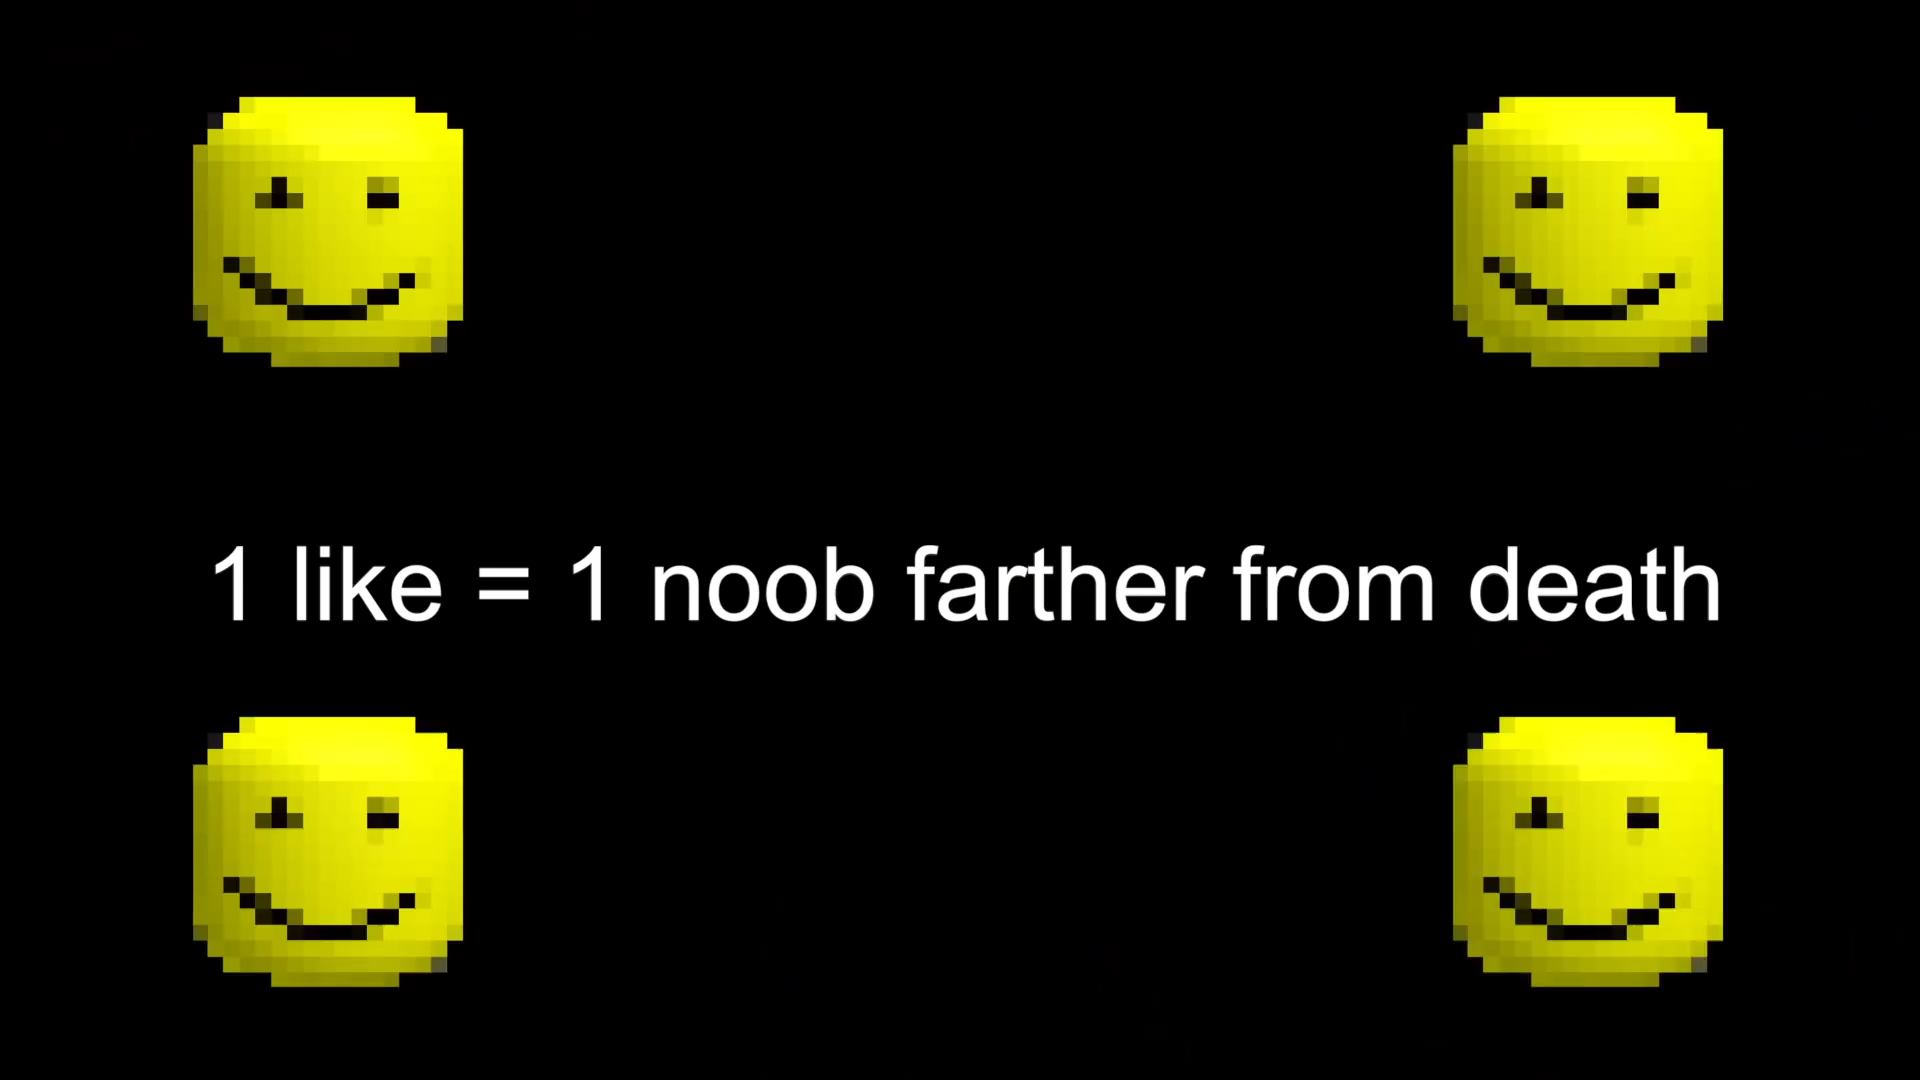 1 like = 1 noob farther from death